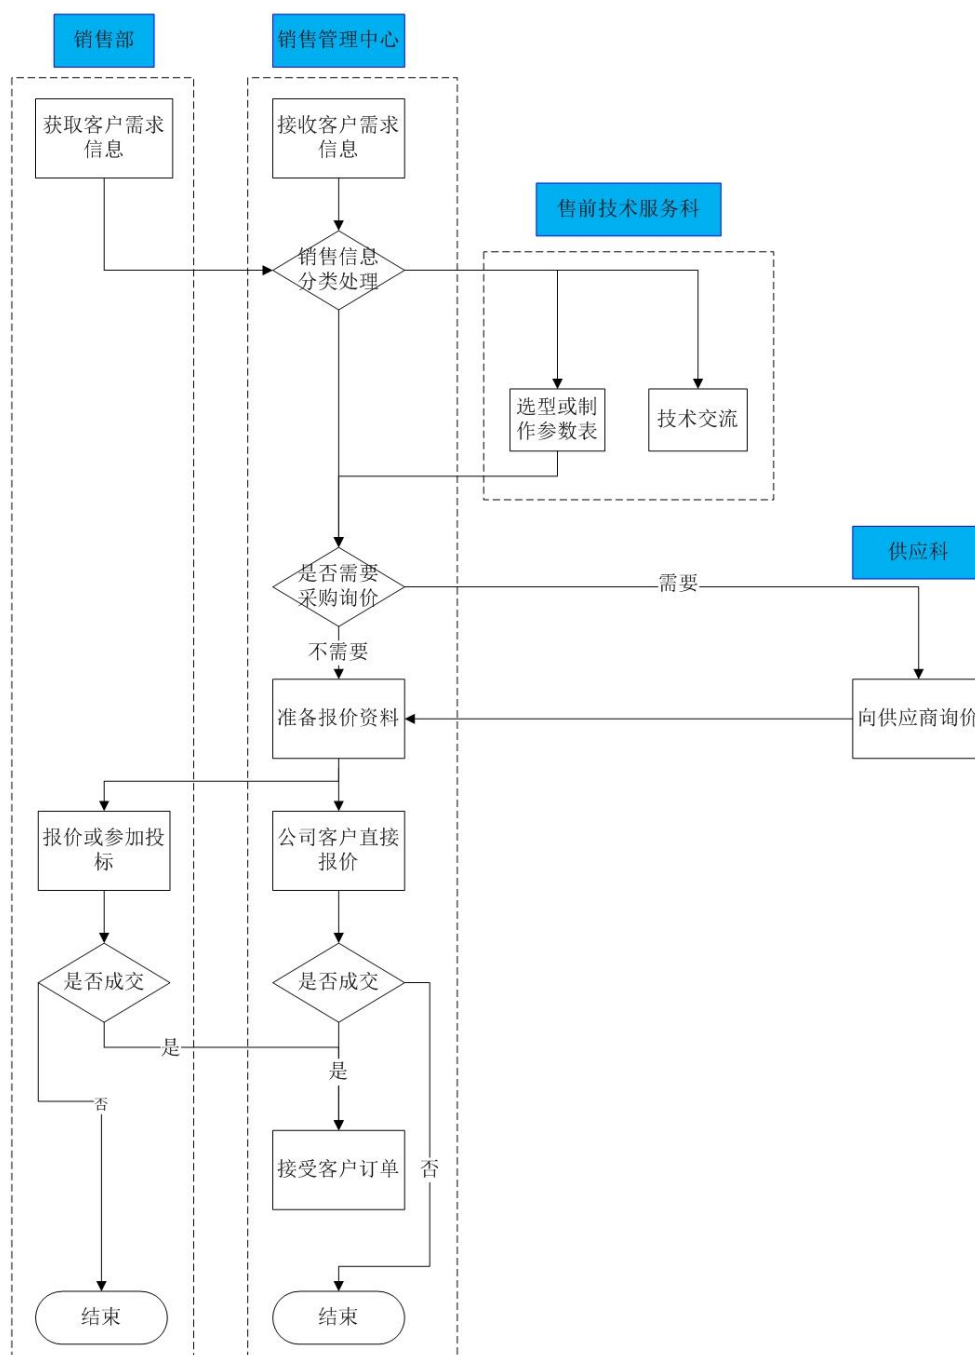 销售部
销售管理中心
获取客户需求
信息
接收客户需求
信息
售前技术服务科
销售信息
分类处理
选型或制
作参数表
技术交流
供应科
是否需要
采购询价
需要
不需要
准备报价资料
向供应商询价
报价或参加投
标
公司客户直接
报价
是否成交
是否成交
是
是
否
接受客户订单
否
结束
结束